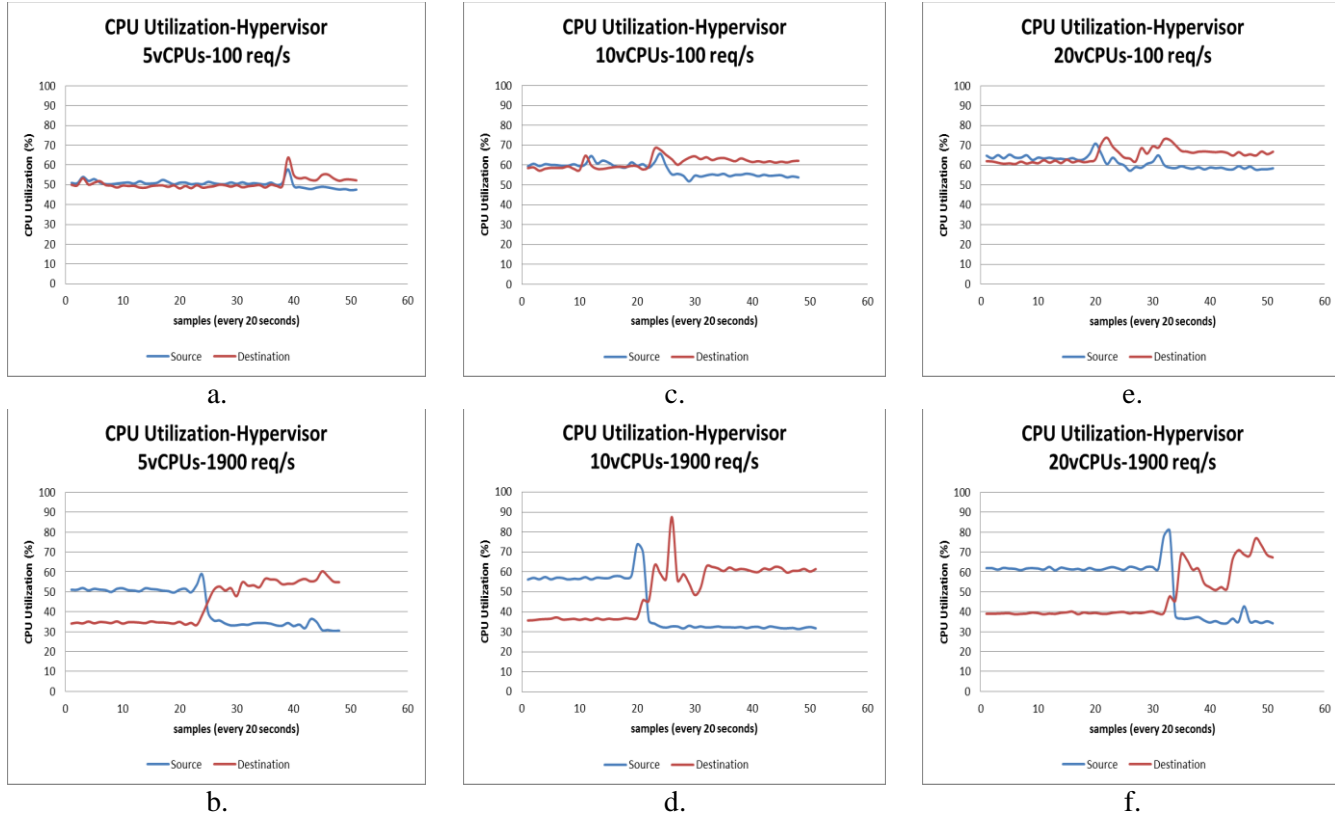 CPU Utilization-Hypervisor
5vCPUs-100 req/s
CPU Utilization (%)
100
90
80
70
60
50
40
30
20
10
0
0 10 20 30 40 50 60
samples (every 20 seconds)
Source Destination
a.
CPU Utilization-Hypervisor
10vCPUs-100 req/s
CPU Utilization (%)
100
90
80
70
60
50
40
30
20
10
0
0 10 20 30 40 50 60
samples (every 20 seconds)
Source Destination
c.
CPU Utilization-Hypervisor
20vCPUs-100 req/s
CPU Utilization (%)
100
90
80
70
60
50
40
30
20
10
0
0 10 20 30 40 50 60
samples (every 20 seconds)
Source Destination
e.
CPU Utilization-Hypervisor
5vCPUs-1900 req/s
CPU Utilization (%)
100
90
80
70
60
50
40
30
20
10
0
0 10 20 30 40 50 60
samples (every 20 seconds)
Source Destination
b.
CPU Utilization-Hypervisor
10vCPUs-1900 req/s
CPU Utilization (%)
100
90
80
70
60
50
40
30
20
10
0
0 10 20 30 40 50 60
samples (every 20 seconds)
Source Destination
d.
CPU Utilization-Hypervisor
20vCPUs-1900 req/s
CPU Utilization (%)
100
90
80
70
60
50
40
30
20
10
0
0 10 20 30 40 50 60
samples (every 20 seconds)
Source Destination
f.